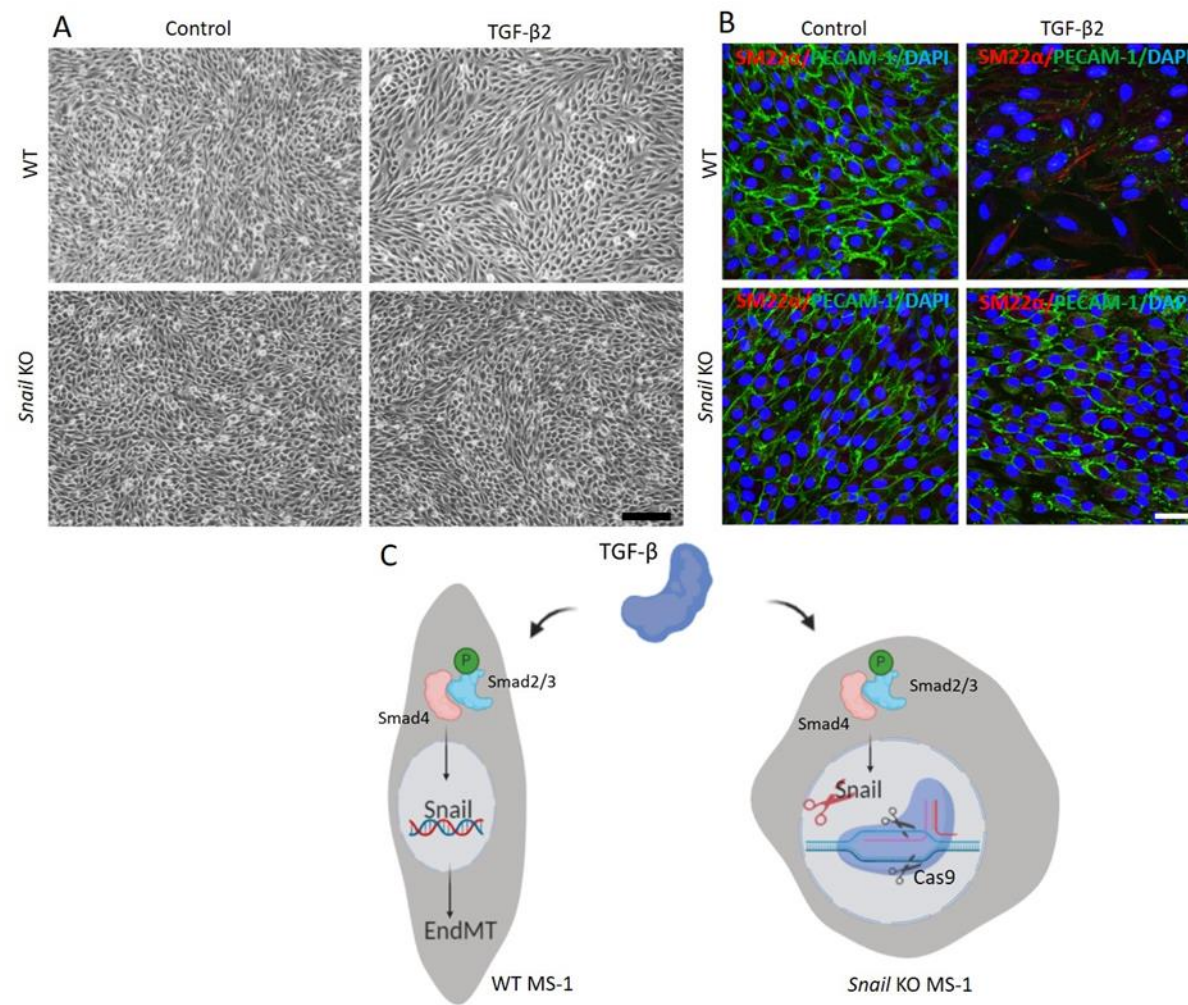 A
Control
TGF-β2
WT
Snail KO
B
Control
TGF-β2
SM22α/PECAM-1/DAPI
SM22α/PECAM-1/DAPI
WT
SM22α/PECAM-1/DAPI
SM22α/PECAM-1/DAPI
Snail KO
C
TGF-β
P
Smad2/3
Smad4
Snail
EndMT
WT MS-1
P
Smad2/3
Smad4
Snail
Cas9
Snail KO MS-1